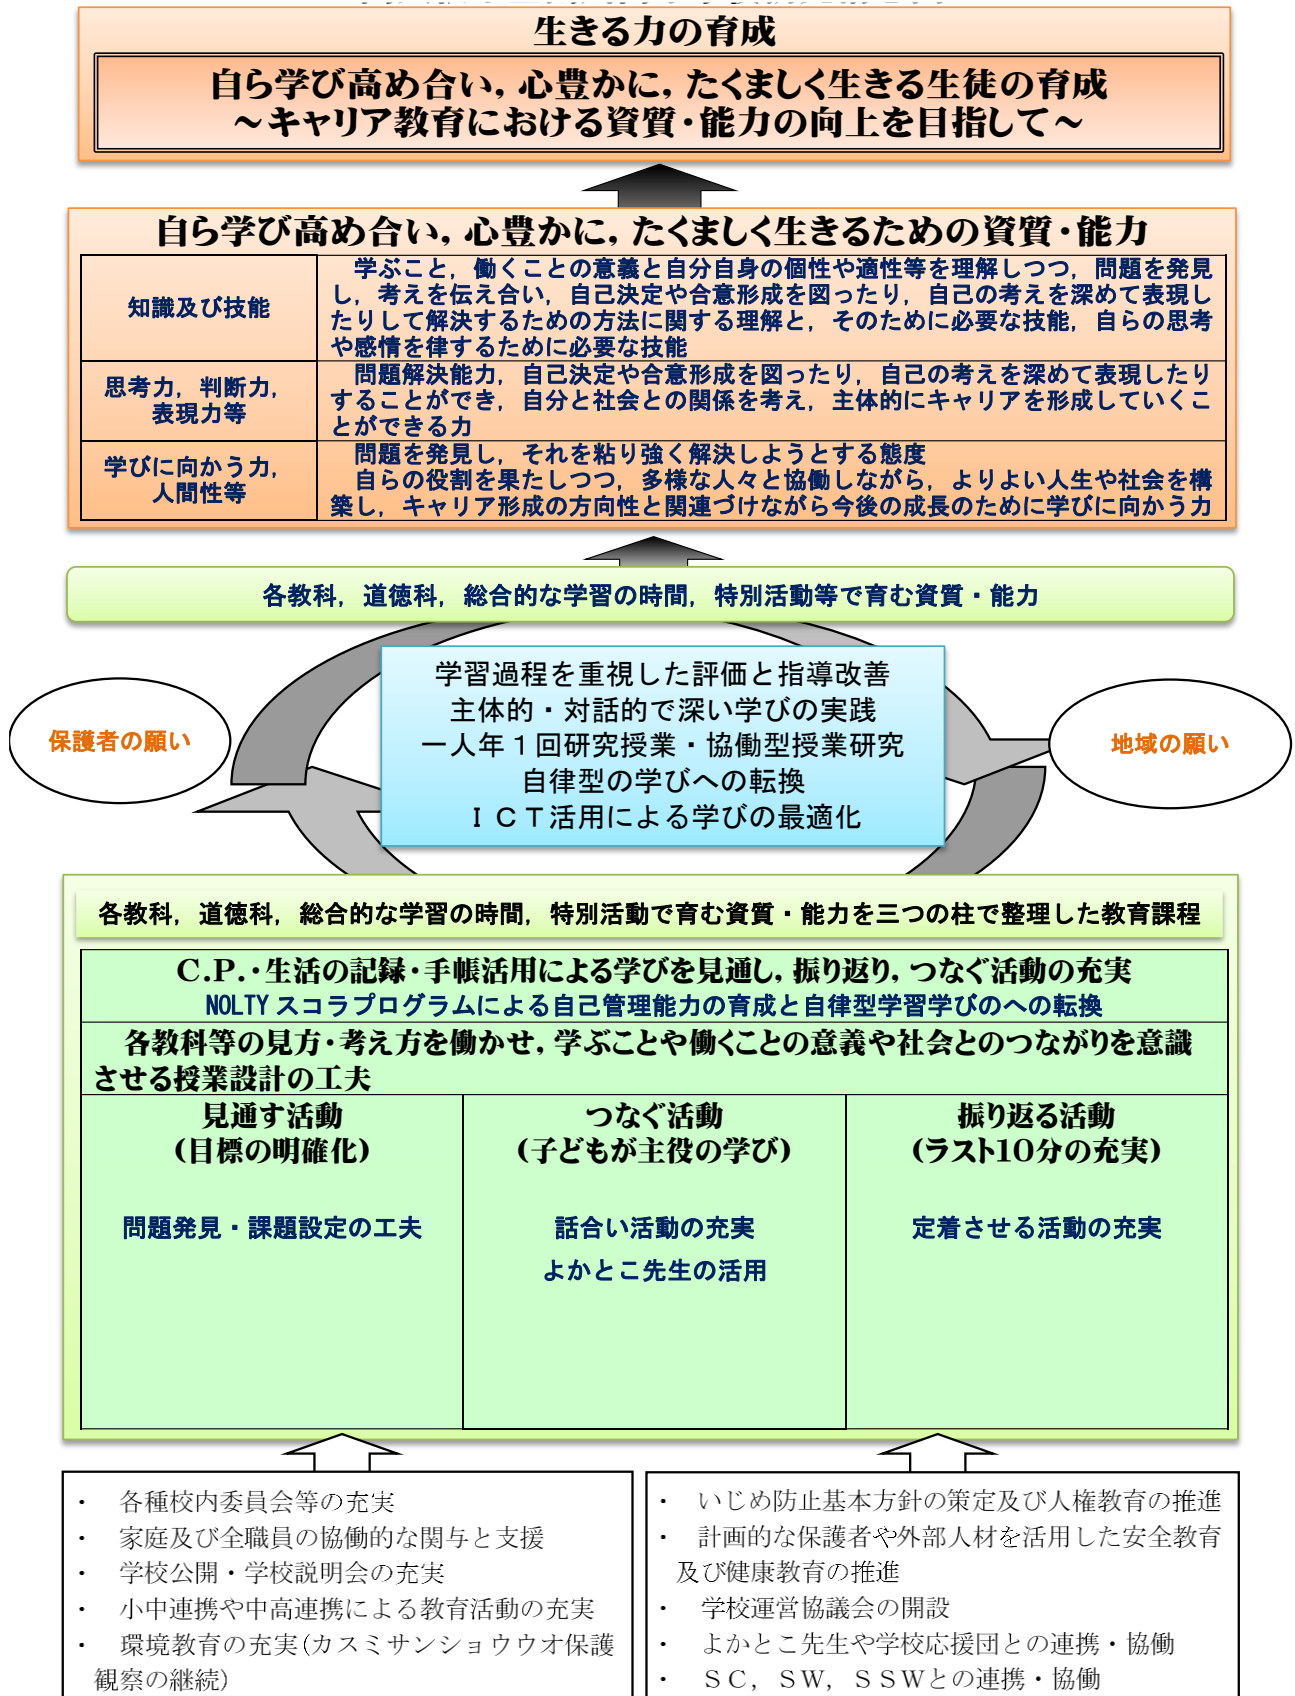 生きる力の育成
自ら学び高め合い，心豊かに，たくましく生きる生徒の育成
～キャリア教育における資質・能力の向上を目指して～
自ら学び高め合い，心豊かに，たくましく生きるための資質・能力
知識及び技能
学ぶこと，働くことの意義と自分自身の個性や適性等を理解しつつ，問題を発見
し，考えを伝え合い，自己決定や合意形成を図ったり，自己の考えを深めて表現し
たりして解決するための方法に関する理解と，そのために必要な技能，自らの思考
や感情を律するために必要な技能
思考力，判断力，
表現力等
問題解決能力，自己決定や合意形成を図ったり，自己の考えを深めて表現したり
することができ，自分と社会との関係を考え，主体的にキャリアを形成していくこ
とができる力
学びに向かう力，
人間性等
問題を発見し，それを粘り強く解決しようとする態度
自らの役割を果たしつつ，多様な人々と協働しながら，よりよい人生や社会を構
築し，キャリア形成の方向性と関連づけながら今後の成長のために学びに向かう力
各教科，道徳科，総合的な学習の時間，特別活動等で育む資質・能力
学習過程を重視した評価と指導改善
主体的・対話的で深い学びの実践
一人年１回研究授業・協働型授業研究
自律型の学びへの転換
ＩＣＴ活用による学びの最適化
保護者の願い
地域の願い
各教科，道徳科，総合的な学習の時間，特別活動で育む資質・能力を三つの柱で整理した教育課程
C.P.・生活の記録・手帳活用による学びを見通し，振り返り，つなぐ活動の充実
NOLTY スコラプログラムによる自己管理能力の育成と自律型学習学びのへの転換
各教科等の見方・考え方を働かせ，学ぶことや働くことの意義や社会とのつながりを意識
させる授業設計の工夫
見通す活動
（目標の明確化）
問題発見・課題設定の工夫
つなぐ活動
（子どもが主役の学び）
話合い活動の充実
よかとこ先生の活用
振り返る活動
（ラスト10分の充実）
定着させる活動の充実
・ 各種校内委員会等の充実
・ 家庭及び全職員の協働的な関与と支援
・ 学校公開・学校説明会の充実
・ 小中連携や中高連携による教育活動の充実
・ 環境教育の充実(カスミサンショウウオ保護
観察の継続)
・ いじめ防止基本方針の策定及び人権教育の推進
・ 計画的な保護者や外部人材を活用した安全教育
及び健康教育の推進
・ 学校運営協議会の開設
・ よかとこ先生や学校応援団との連携・協働
・ ＳＣ，ＳＷ，ＳＳＷとの連携・協働